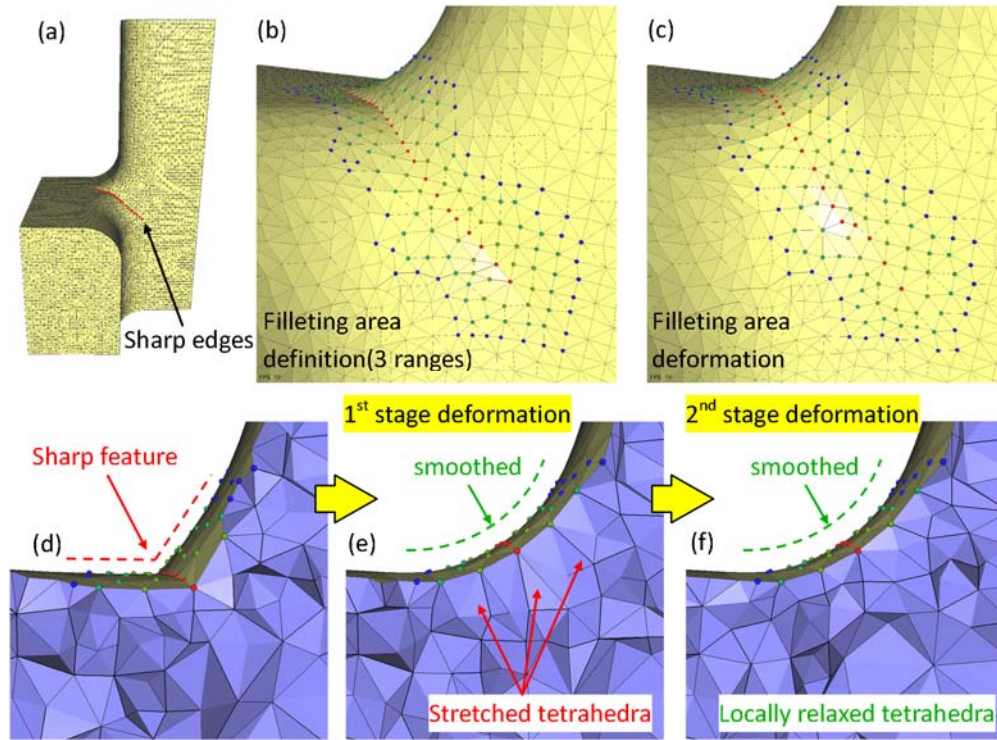 (a)
Sharp edges
(b)
Filleting area
definition(3 ranges)
(c)
Filleting area
deformation
1st stage deformation
2nd stage deformation
Sharp feature
(d)
smoothed
(e)
Stretched tetrahedra
smoothed
(f)
Locally relaxed tetrahedra